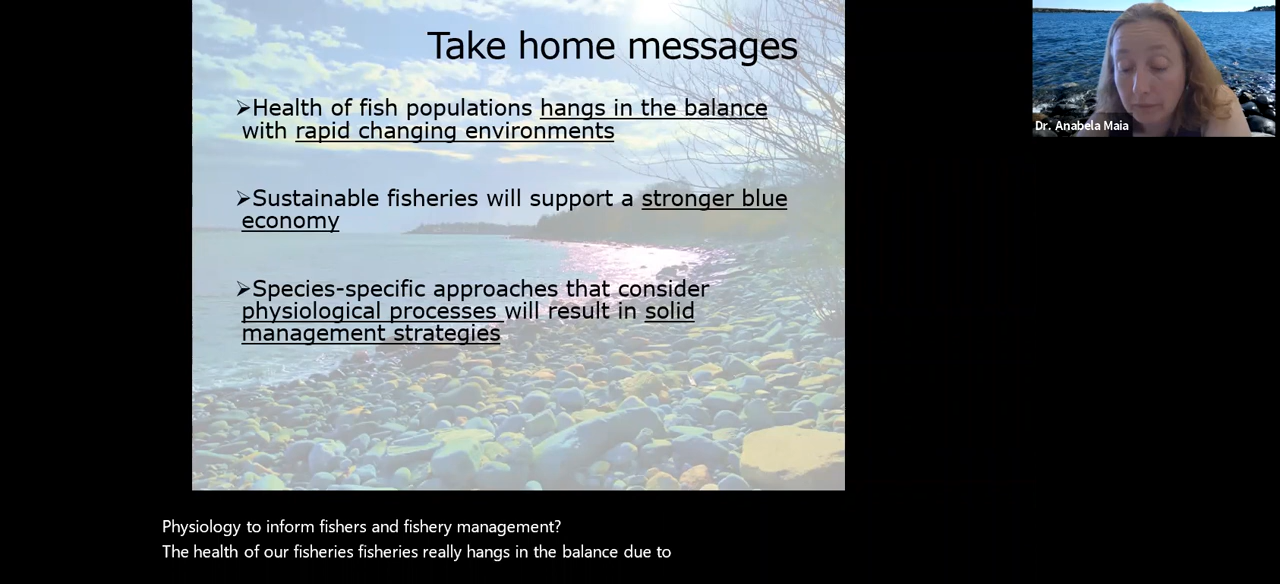 Take home messages
➢Health of fish populations hangs in the balance
with rapid changing environments
➢Sustainable fisheries will support a stronger blue
economy
➢Species-specific approaches that consider
physiological processes will result in solid
management strategies
Dr. Anabela Maia
Physiology to inform fishers and fishery management?
The health of our fisheries fisheries really hangs in the balance due to